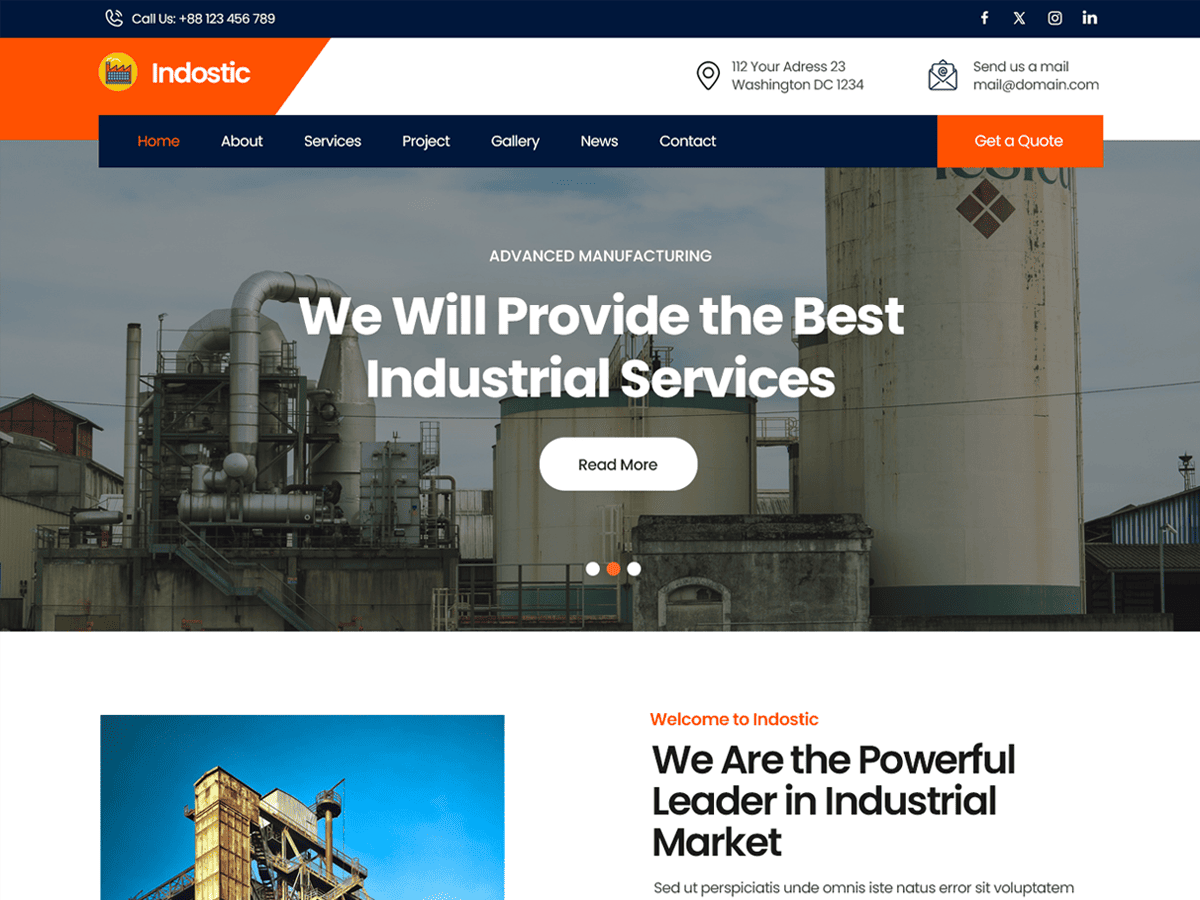 Call Us: +88 123 456 789
Indostic
112 Your Adress 23
Washington DC 1234
Send us a mail
mail@domain.com
Home About Services Project Gallery News Contact Get a Quote
ADVANCED MANUFACTURING
We Will Provide the Best
Industrial Services
Read More
Welcome to Indostic
We Are the Powerful
Leader in Industrial
Market
Sed ut perspiciatis unde omnis iste natus error sit voluptatem